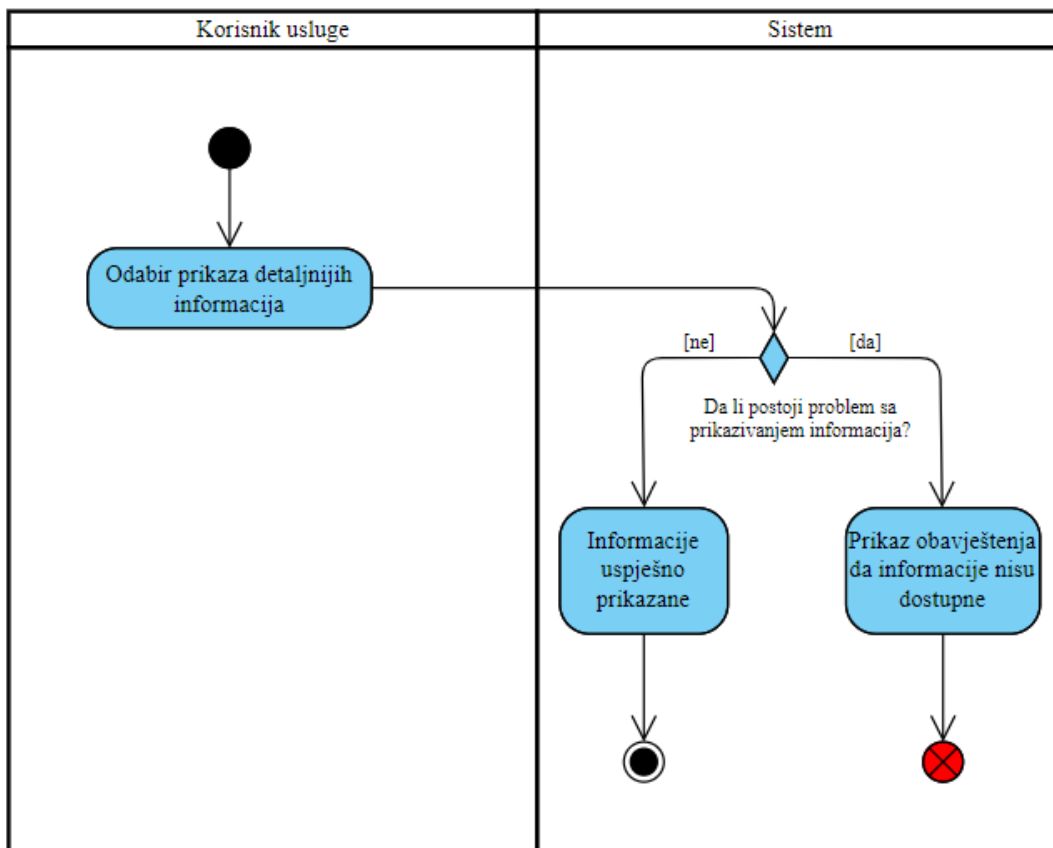 Korisnik usluge
Sistem
Odabir prikaza detaljnijih
informacija
[ne]
[da]
Da li postoji problem sa
prikazivanjem informacija?
Informacije
uspješno
prikazane
Prikaz obavještenja
da informacije nisu
dostupne